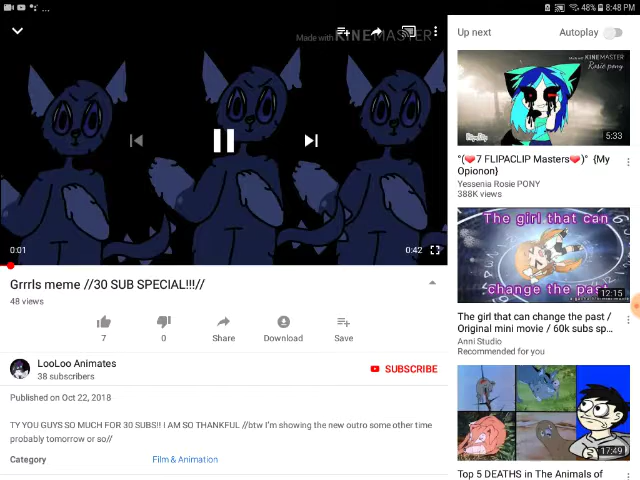 48% 8:48 PM
Made with KINEMASTER
Up next
Autoplay
0:01
0:42
Grrrls meme //30 SUB SPECIAL!!!//
48 views
7
0
Share
Download
Save
LooLoo Animates
38 subscribers
SUBSCRIBE
Published on Oct 22, 2018
TY YOU GUYS SO MUCH FOR 30 SUBS!! I AM SO THANKFUL //btw I'm showing the new outro some other time
probably tomorrow or so//
Category
Film & Animation
Made with KINEMASTER
Rosie pony
5:33
°(❤7 FLIPACLIP Masters❤)° {My
Opionon}
Yessenia Rosie PONY
388K views
The girl that can
change the past
12:15
The girl that can change the past /
Original mini movie / 60k subs sp...
Anni Studio
Recommended for you
17:49
Top 5 DEATHS in The Animals of